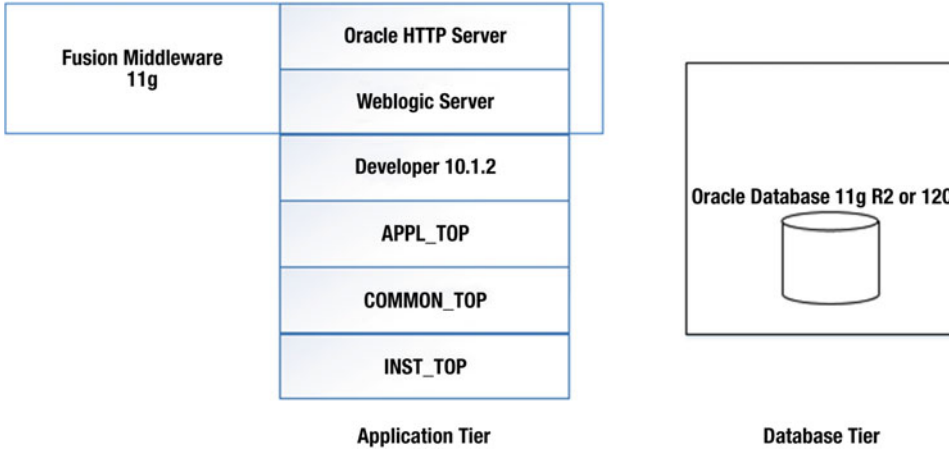 Fusion Middleware
11g
Oracle HTTP Server
Weblogic Server
Developer 10.1.2
APPL_TOP
COMMON_TOP
INST_TOP
Application Tier
Oracle Database 11g R2 or
Database Tier